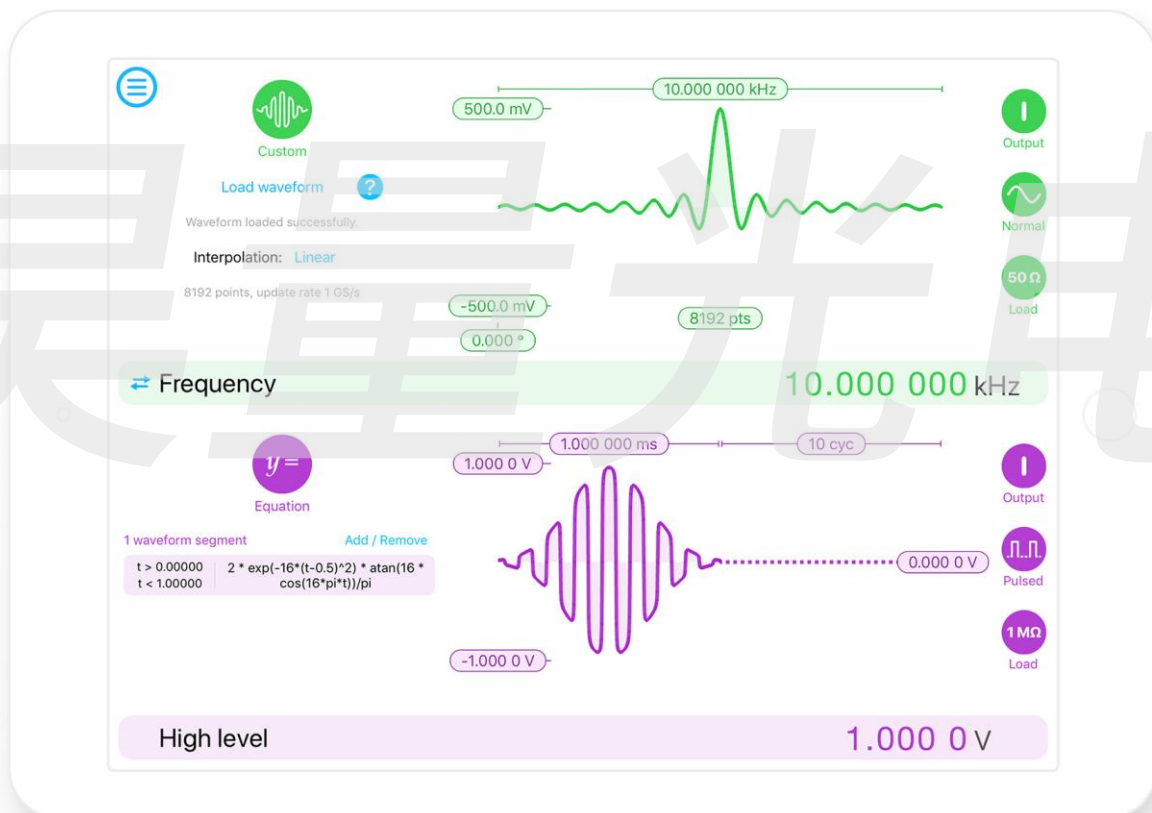 10.000 000 kHz
500.0 mV
Custom
Output
Load waveform ?
Waveform loaded successfully.
Normal
Interpolation: Linear
50 Ω
8192 points, update rate 1 GS/s
Load
-500.0 mV
8192 pts
0.000 °
Frequency 10.000 000 kHz
1.000 000 ms 10 cyc
1.000 0 V
y=
Equation
Output
1 waveform segment Add / Remove
t > 0.00000
t < 1.00000
2 * exp(-16*(t-0.5)^2) * atan(16 *
cos(16*pi*t))/pi
0.000 0 V
Pulsed
1 MΩ
Load
-1.000 0 V
High level 1.000 0 V
昊量光电